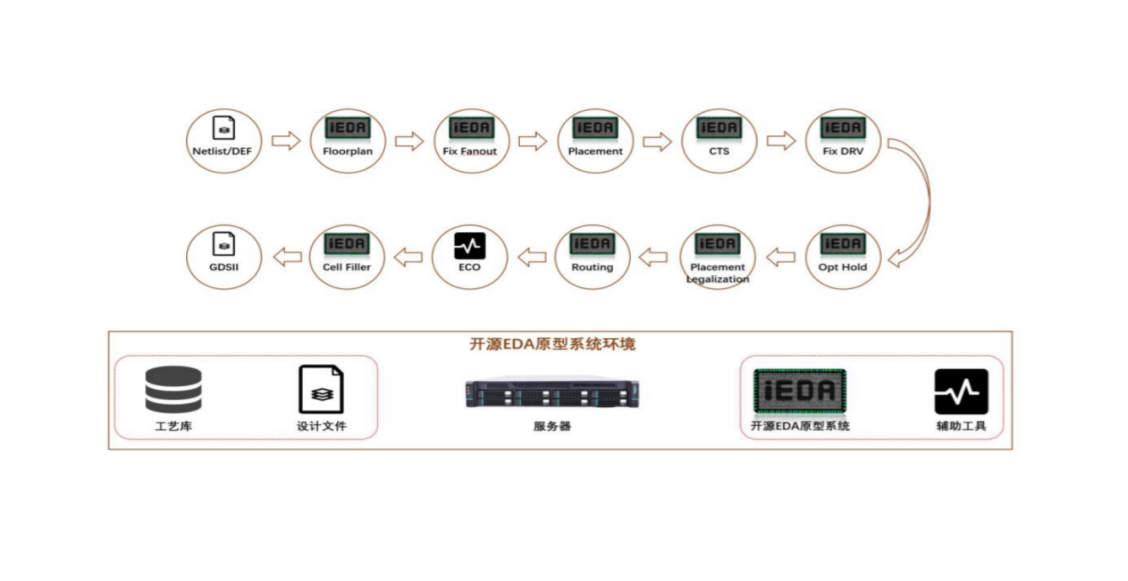 iEDA iEDA iEDA iEDA iEDA
Netlist/DEF Floorplan Fix Fanout Placement CTS Fix DRV
iEDA iEDA iEDA iEDA
GDSII Cell Filler ECO Routing Placement Opt Hold
Legalization
开源EDA原型系统环境
iEDA
工艺库 设计文件 服务器 开源EDA原型系统 辅助工具